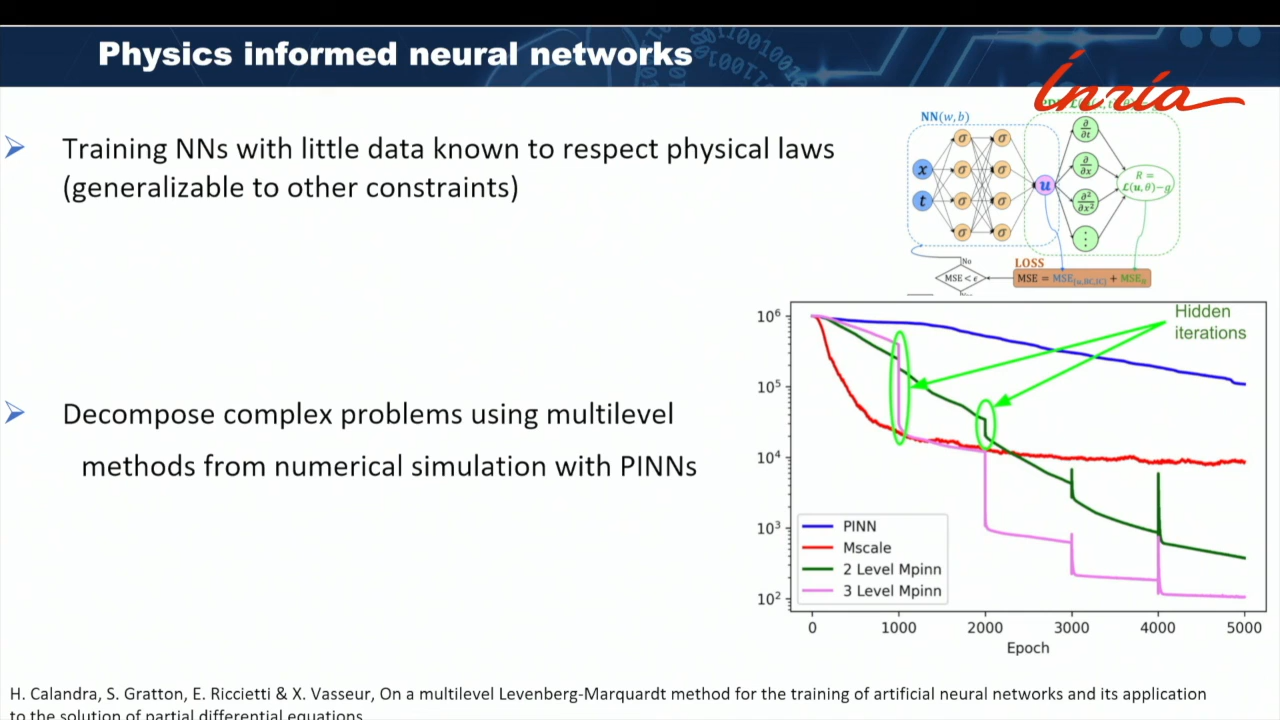 Physics informed neural networks
Inria
NN(w,b)
Training NNs with little data known to respect physical laws
(generalizable to other constraints)
x
t
σ σ
σ σ
σ σ
σ σ
u
∂/∂t
∂/∂x
∂²/∂x²
⋮
R =
ℒ(u,θ)−g
No
MSE < ϵ
LOSS
MSE = MSE{u,BC,IC} + MSE_R
Decompose complex problems using multilevel
methods from numerical simulation with PINNs
Hidden
iterations
10⁶
10⁵
10⁴
10³
10²
PINN
Mscale
2 Level Mpinn
3 Level Mpinn
0 1000 2000 3000 4000 5000
Epoch
H. Calandra, S. Gratton, E. Riccietti & X. Vasseur, On a multilevel Levenberg-Marquardt method for the training of artificial neural networks and its application
to the solution of partial differential equations